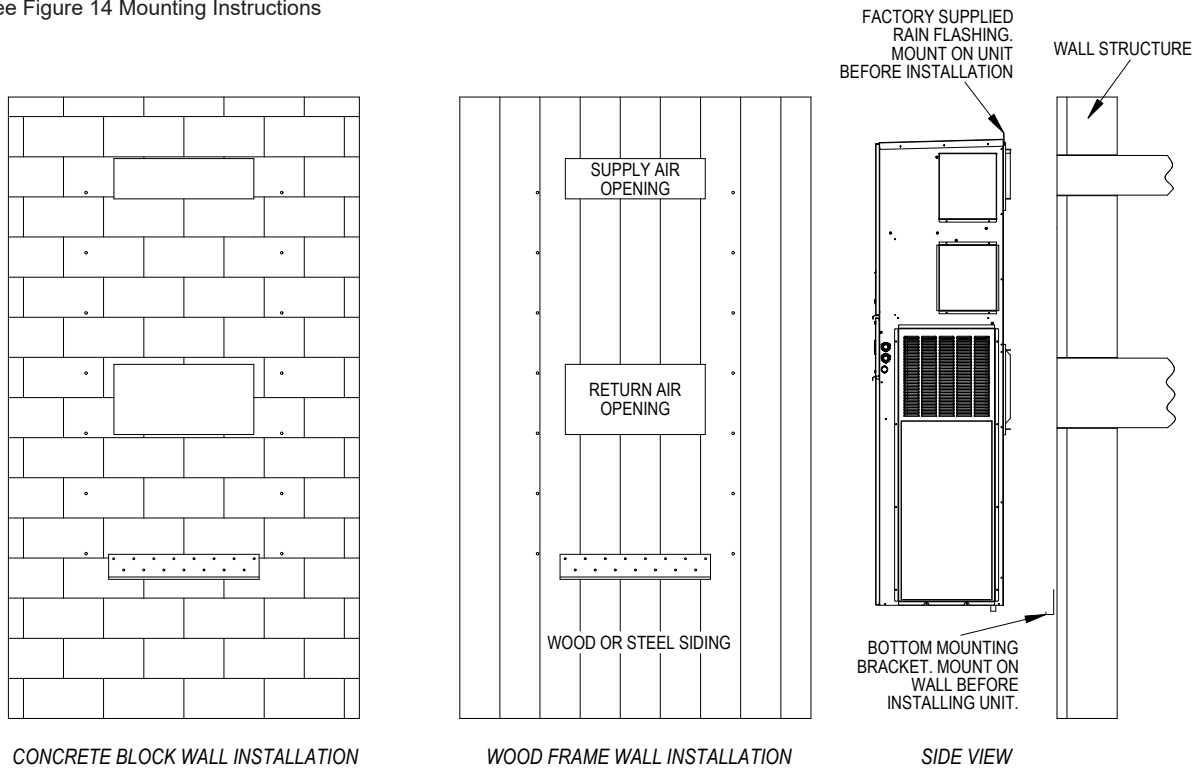 ee Figure 14 Mounting Instructions
FACTORY SUPPLIED
RAIN FLASHING.
MOUNT ON UNIT
BEFORE INSTALLATION
WALL STRUCTURE
SUPPLY AIR
OPENING
RETURN AIR
OPENING
WOOD OR STEEL SIDING
BOTTOM MOUNTING
BRACKET. MOUNT ON
WALL BEFORE
INSTALLING UNIT.
CONCRETE BLOCK WALL INSTALLATION
WOOD FRAME WALL INSTALLATION
SIDE VIEW